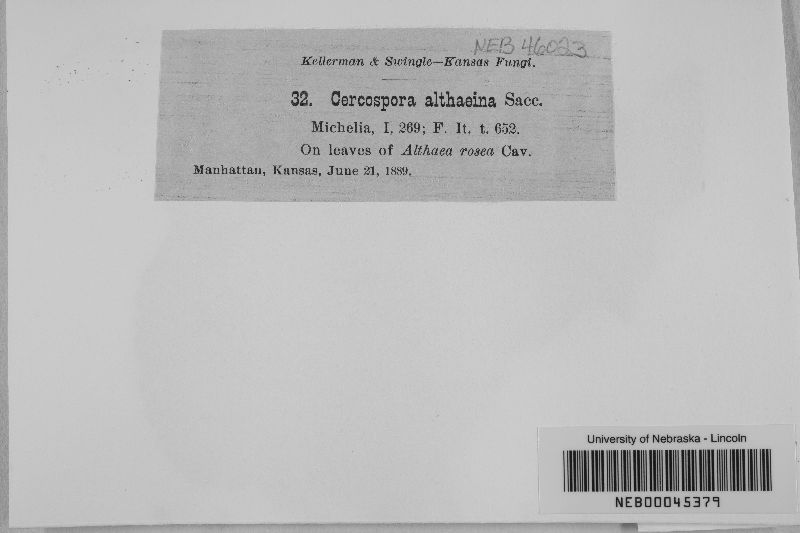 NEB 46023
Kellerman & Swingle—Kansas Fungi.
32. Cercospora althaeina Sacc.
Michelia, I, 269; F. It. t. 652.
On leaves of Althaea rosea Cav.
Manhattan, Kansas, June 21, 1889.
University of Nebraska - Lincoln
NEB00045379